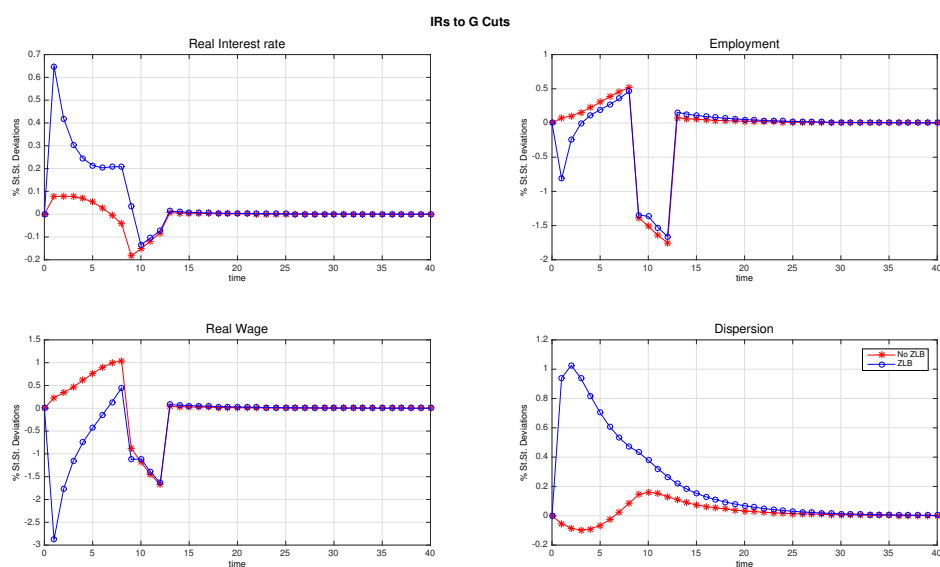 IRs to G Cuts
Real Interest rate
0.7
0.6
0.5
0.4
0.3
0.2
0.1
0
-0.1
-0.2
% St.St. Deviations
0 5 10 15 20 25 30 35 40
time
Employment
1
0.5
0
-0.5
-1
-1.5
-2
% St.St. Deviations
0 5 10 15 20 25 30 35 40
time
Real Wage
1.5
1
0.5
0
-0.5
-1
-1.5
-2
-2.5
-3
% St.St. Deviations
0 5 10 15 20 25 30 35 40
time
Dispersion
1.2
1
0.8
0.6
0.4
0.2
0
-0.2
% St.St. Deviations
No ZLB
ZLB
0 5 10 15 20 25 30 35 40
time